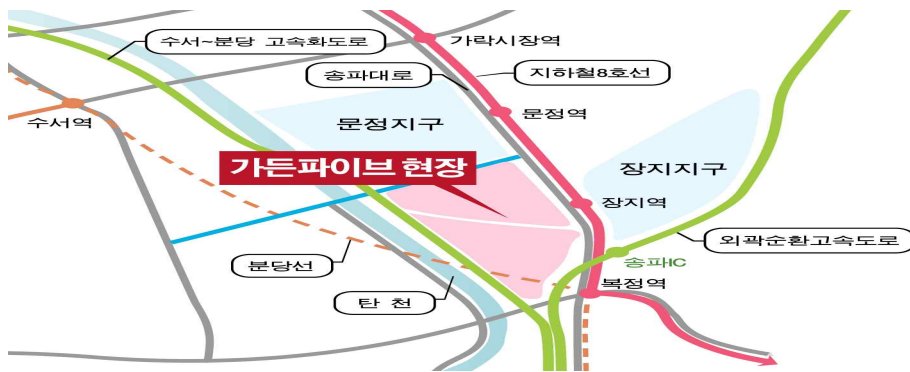 수서~분당 고속화도로
가락시장역
송파대로
지하철8호선
수서역
문정지구
문정역
가든파이브 현장
장지지구
장지역
외곽순환고속도로
분당선
송파IC
탄 천
복정역